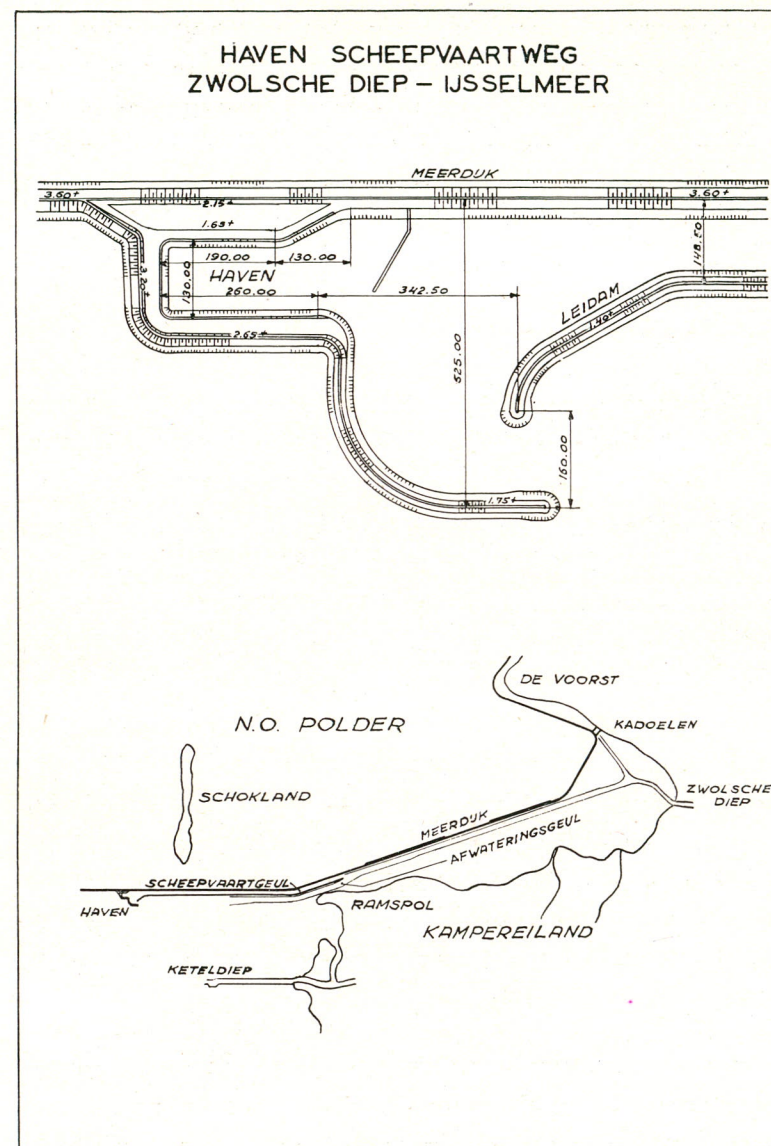 HAVEN SCHEEPVAARTWEG
ZWOLSCHE DIEP – IJSSELMEER
MEERDIJK
3.60+
3.60+
2.15+
1.65+
190.00
130.00
HAVEN
130.00
3.20+
260.00
342.50
148.50
LEIDAM
1.40+
2.65+
525.00
160.00
1.75+
DE VOORST
N.O. POLDER
KADOELEN
SCHOKLAND
ZWOLSCHE
DIEP
MEERDIJK
AFWATERINGSGEUL
SCHEEPVAARTGEUL
HAVEN
RAMSPOL
KAMPEREILAND
KETELDIEP